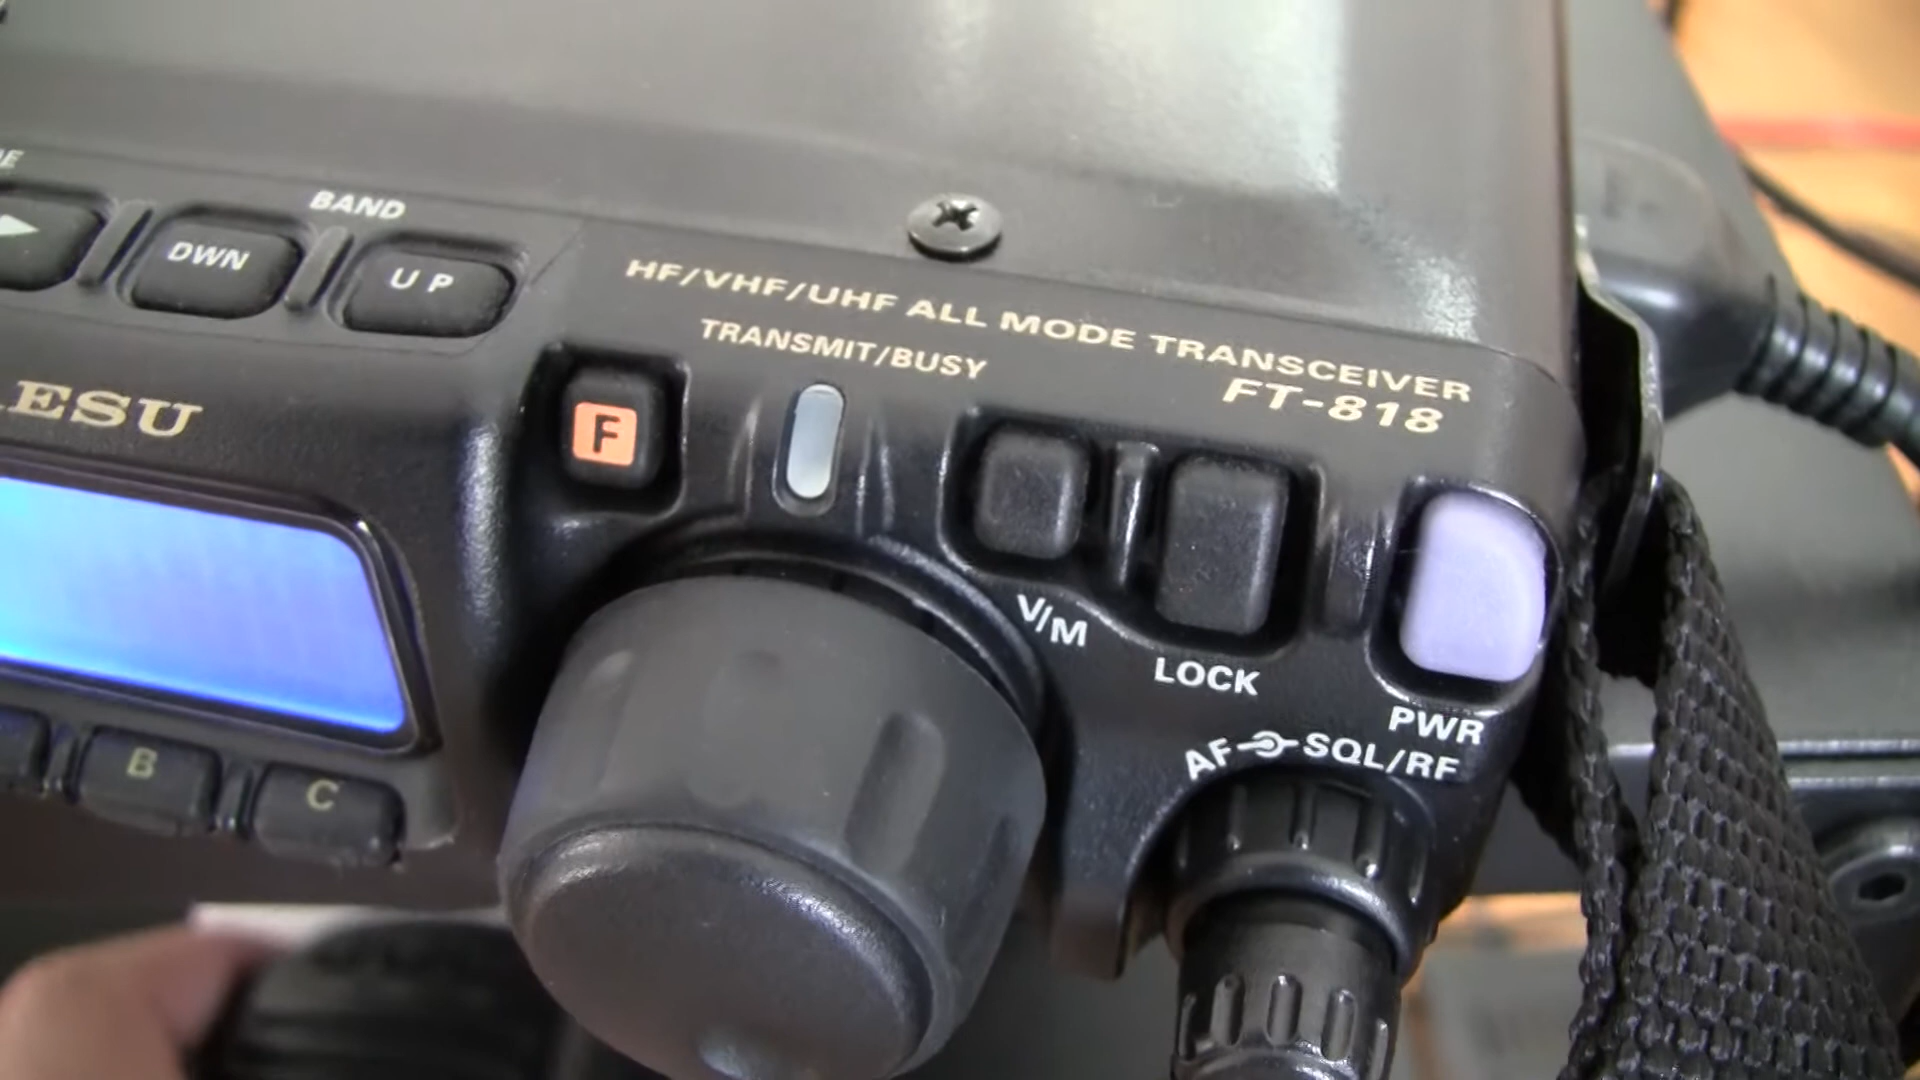 BAND
DWN
UP
HF/VHF/UHF ALL MODE TRANSCEIVER
FT-818
TRANSMIT/BUSY
ESU
F
V/M
LOCK
PWR
AF SQL/RF
B
C